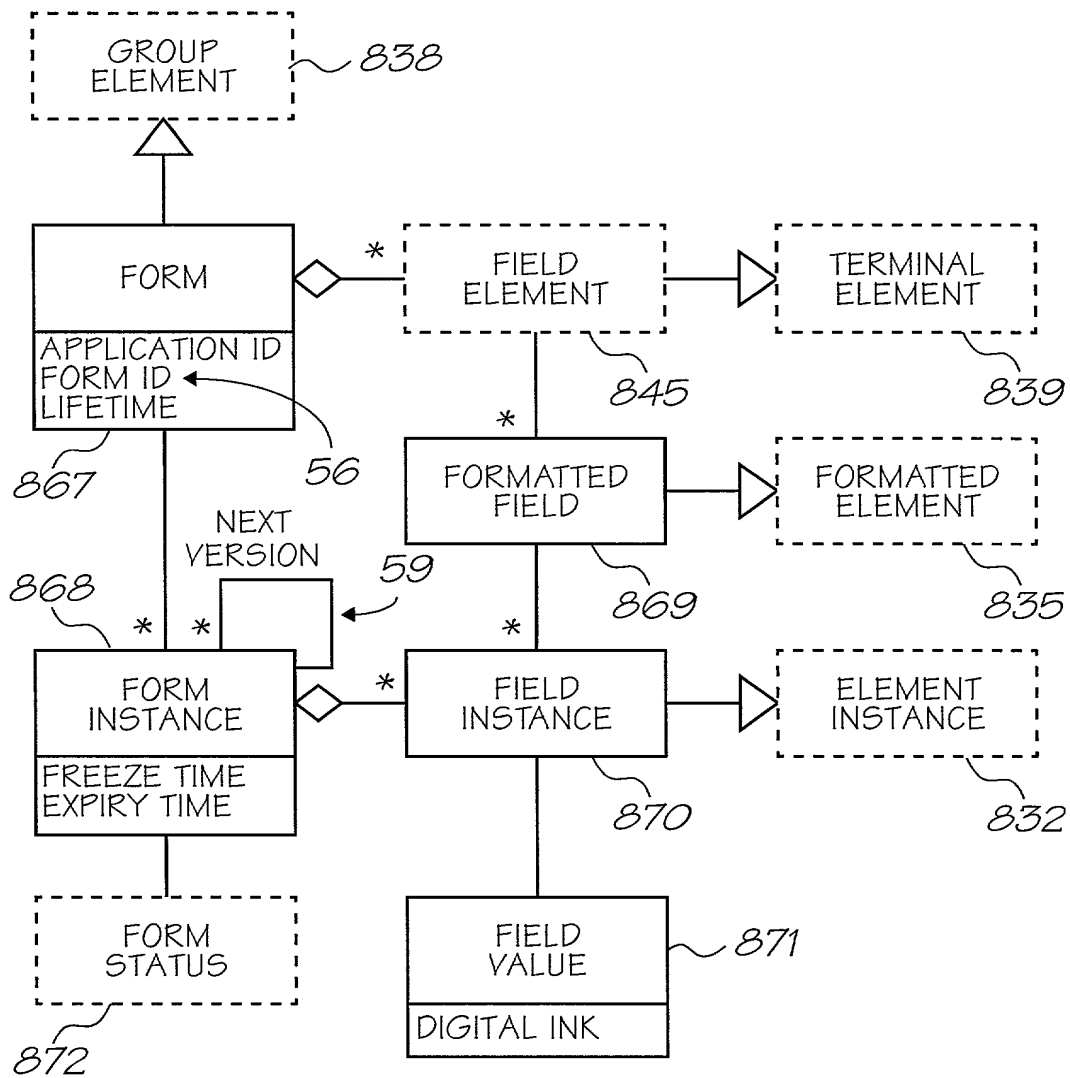 GROUP
ELEMENT
838
FORM
APPLICATION ID
FORM ID
LIFETIME
867
56
*
FIELD
ELEMENT
845
TERMINAL
ELEMENT
839
*
FORMATTED
FIELD
869
FORMATTED
ELEMENT
835
NEXT
VERSION
59
868
*
*
FORM
INSTANCE
FREEZE TIME
EXPIRY TIME
*
*
FIELD
INSTANCE
870
ELEMENT
INSTANCE
832
FORM
STATUS
872
FIELD
VALUE
871
DIGITAL INK